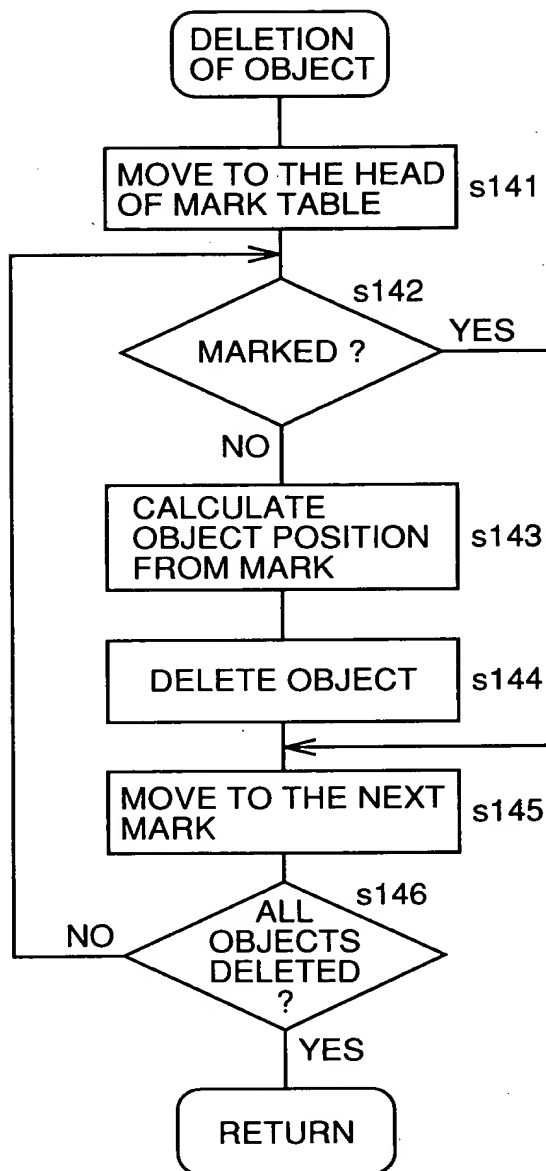 DELETION
OF OBJECT
MOVE TO THE HEAD
OF MARK TABLE
s141
s142
MARKED ?
YES
NO
CALCULATE
OBJECT POSITION
FROM MARK
s143
DELETE OBJECT
s144
MOVE TO THE NEXT
MARK
s145
s146
ALL
OBJECTS
DELETED
?
NO
YES
RETURN